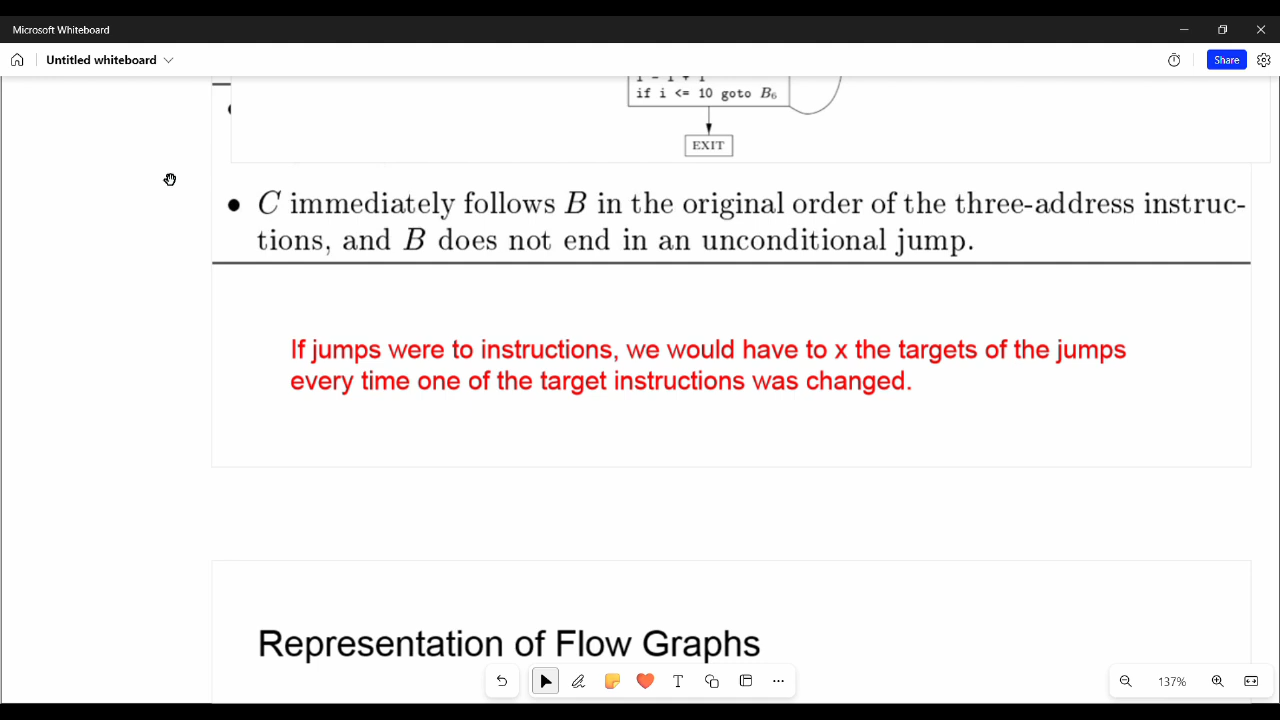 Microsoft Whiteboard
Untitled whiteboard
Share
if i <= 10 goto B6
EXIT
• C immediately follows B in the original order of the three-address instruc-
tions, and B does not end in an unconditional jump.
If jumps were to instructions, we would have to x the targets of the jumps
every time one of the target instructions was changed.
Representation of Flow Graphs
137%